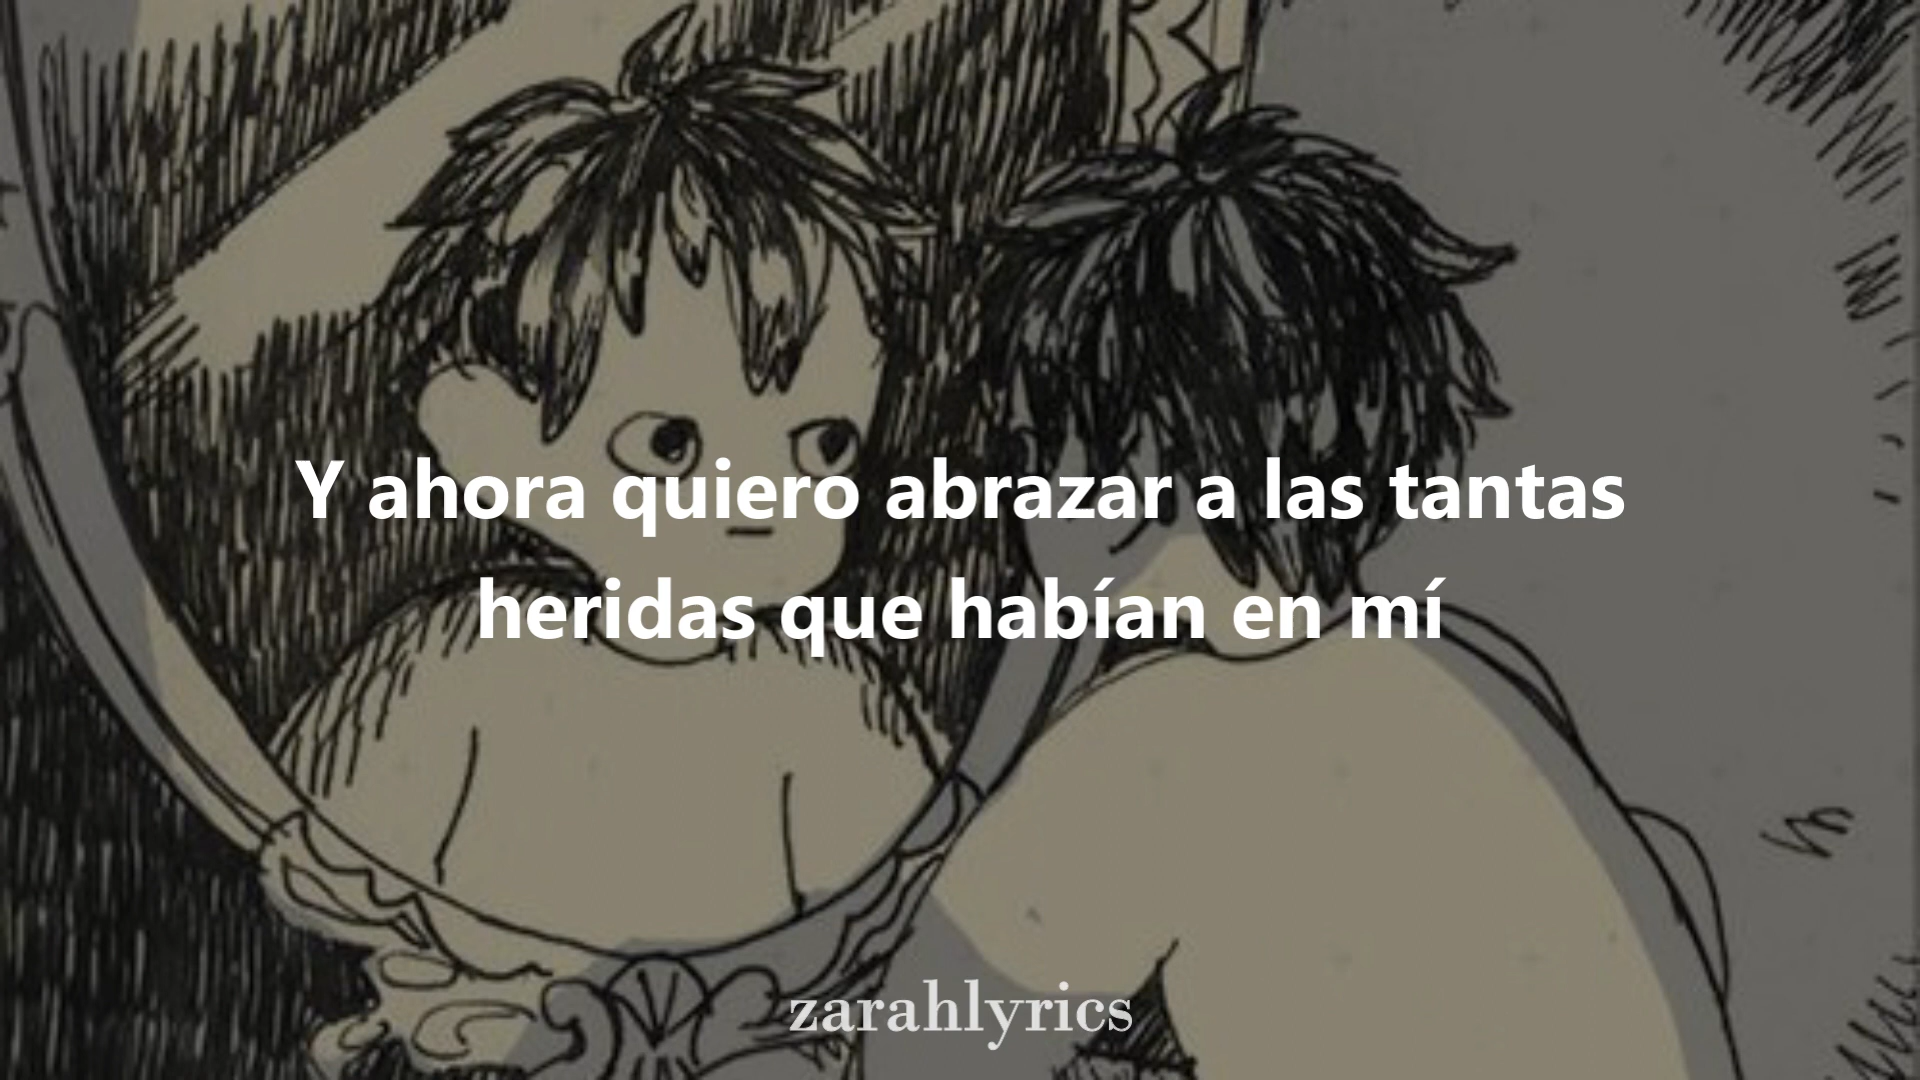 Y ahora quiero abrazar a las tantas
heridas que habían en mí
zarahlyrics